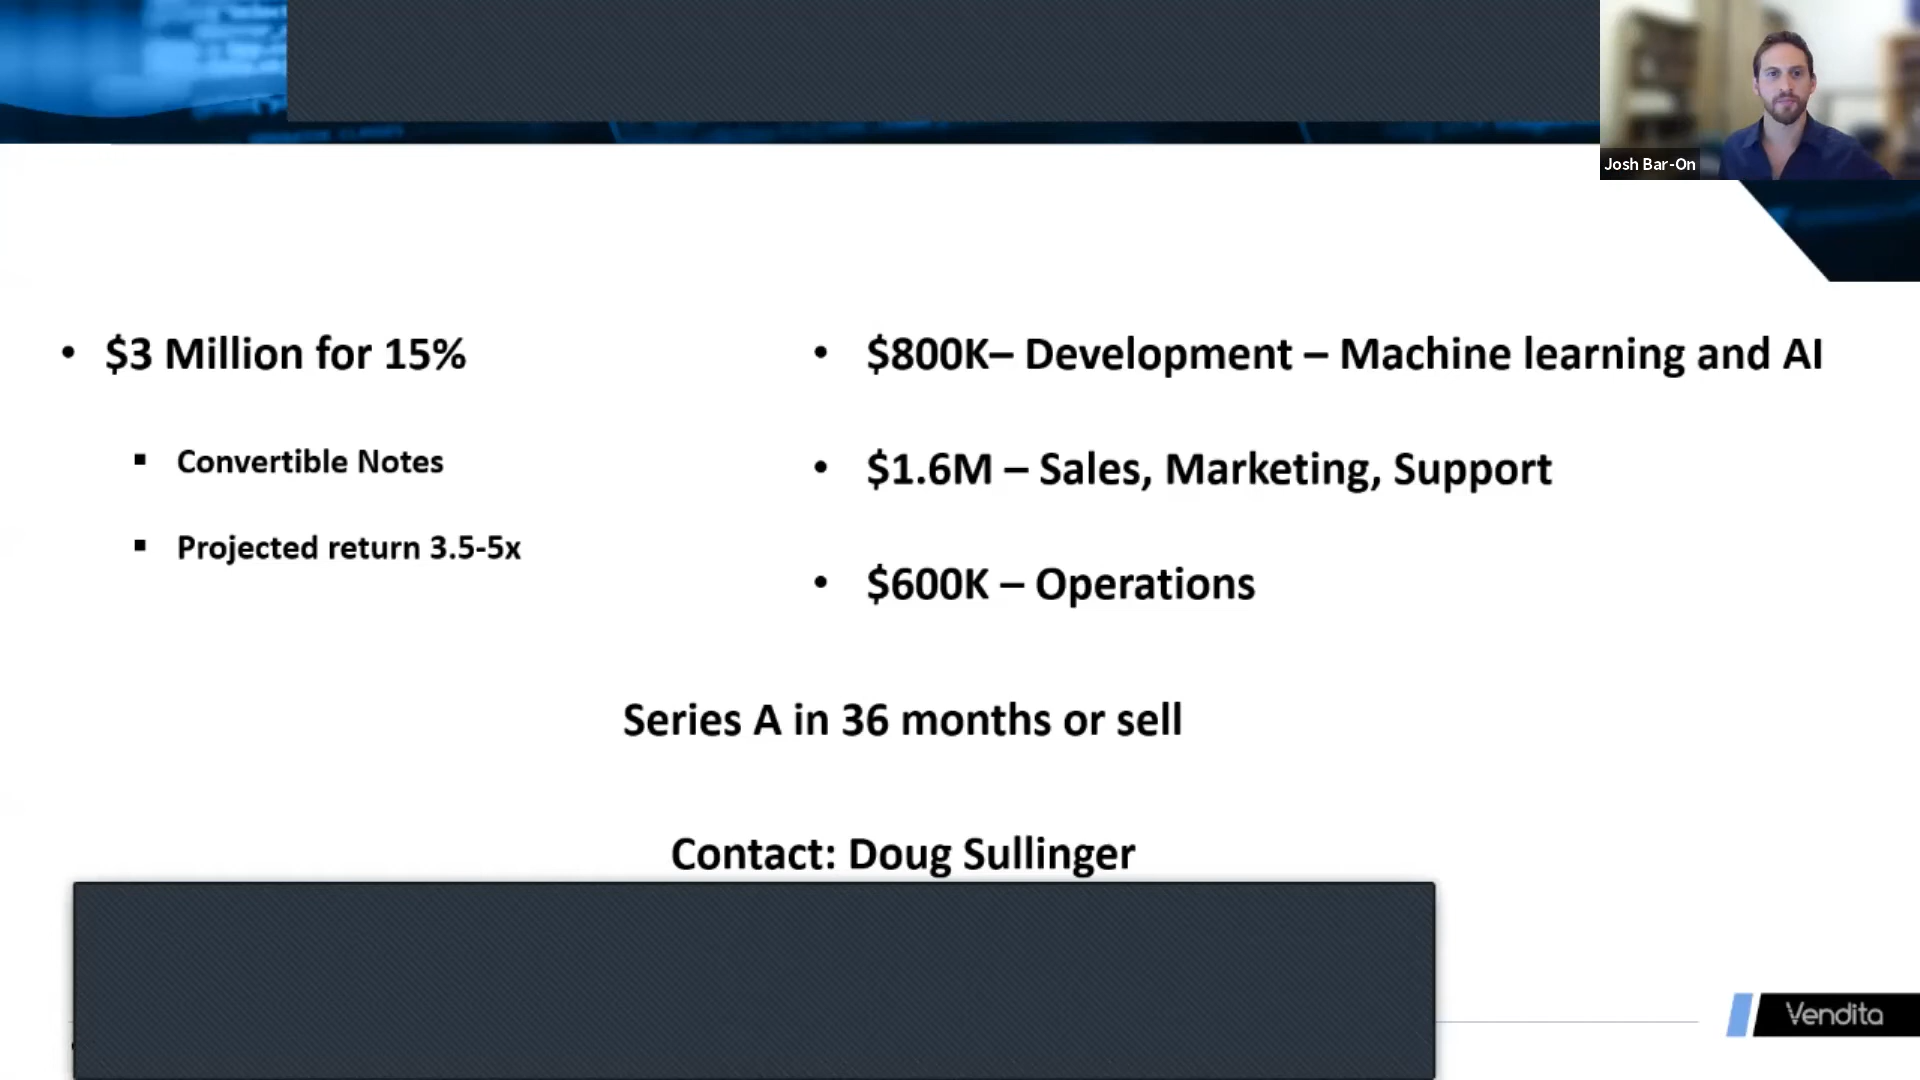 Josh Bar-On
• $3 Million for 15%
▪ Convertible Notes
▪ Projected return 3.5-5x
• $800K– Development – Machine learning and AI
• $1.6M – Sales, Marketing, Support
• $600K – Operations
Series A in 36 months or sell
Contact: Doug Sullinger
Vendita